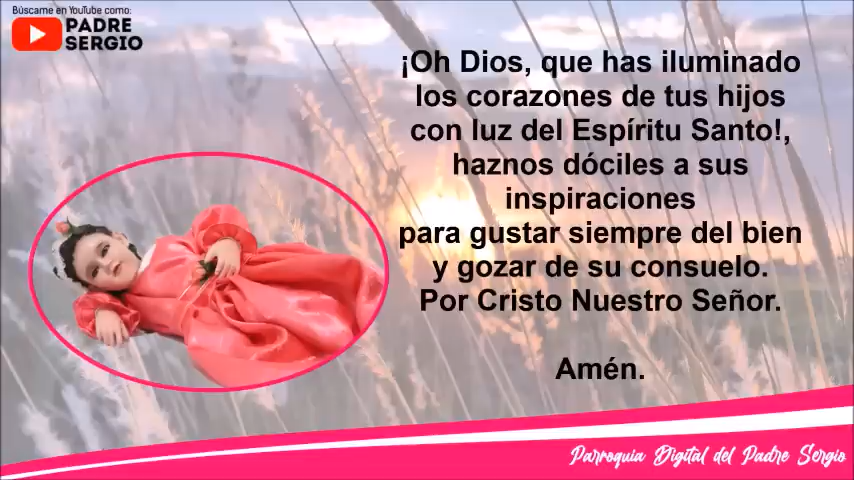 Búscame en YouTube como:
PADRE
SERGIO
¡Oh Dios, que has iluminado
los corazones de tus hijos
con luz del Espíritu Santo!,
haznos dóciles a sus
inspiraciones
para gustar siempre del bien
y gozar de su consuelo.
Por Cristo Nuestro Señor.
Amén.
Parroquia Digital del Padre Sergio